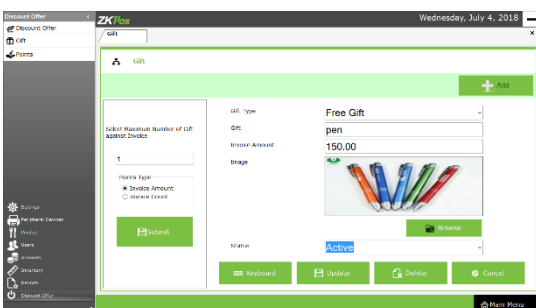 Discount Offer
ZKPos
Wednesday, July 4, 2018
Discount Offer
Gift
Points
Gift
Gift
Add
Select Maximum Number of Gift
against Invoice
1
Points Type
Invoice Amount
Invoice Count
Submit
Gift Type
Free Gift
Gift
pen
Invoice Amount
150.00
Image
Browse
Status
Active
Keyboard
Update
Delete
Cancel
Settings
Peripheral Devices
Product
Users
Accounts
Inventory
Reports
Discount Offer
Main Menu